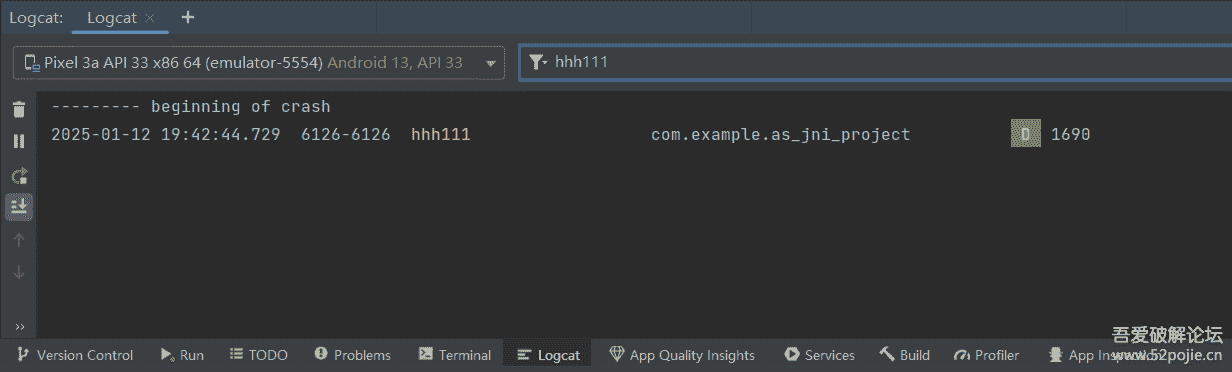 Logcat: Logcat × +
Pixel 3a API 33 x86 64 (emulator-5554) Android 13, API 33 hhh111
--------- beginning of crash
2025-01-12 19:42:44.729 6126-6126 hhh111 com.example.as_jni_project D 1690
吾爱破解论坛
Version Control Run TODO Problems Terminal Logcat App Quality Insights Services Build Profiler App Inspection
www.52pojie.cn